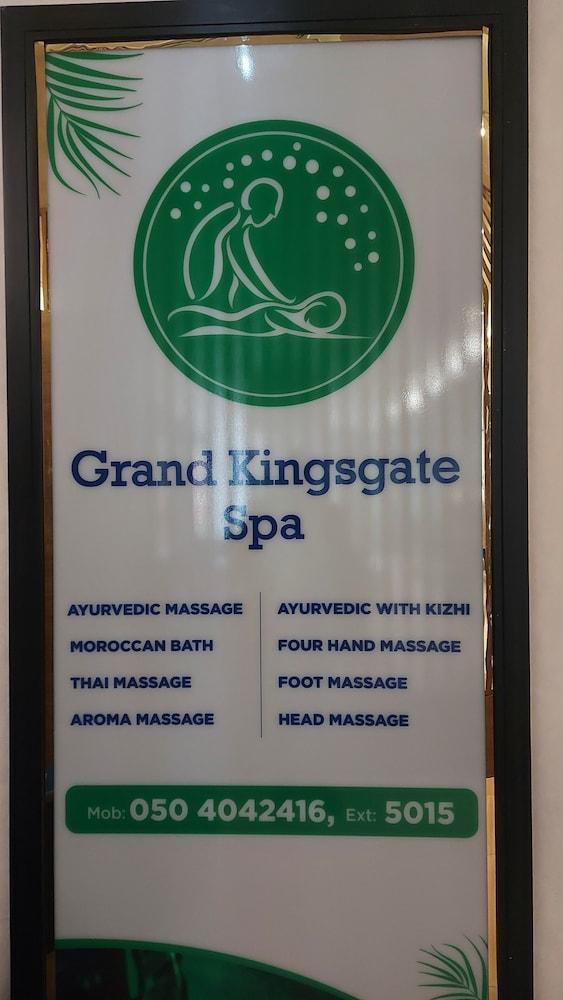 Grand Kingsgate
Spa
AYURVEDIC MASSAGE
MOROCCAN BATH
THAI MASSAGE
AROMA MASSAGE
AYURVEDIC WITH KIZHI
FOUR HAND MASSAGE
FOOT MASSAGE
HEAD MASSAGE
Mob: 050 4042416, Ext: 5015